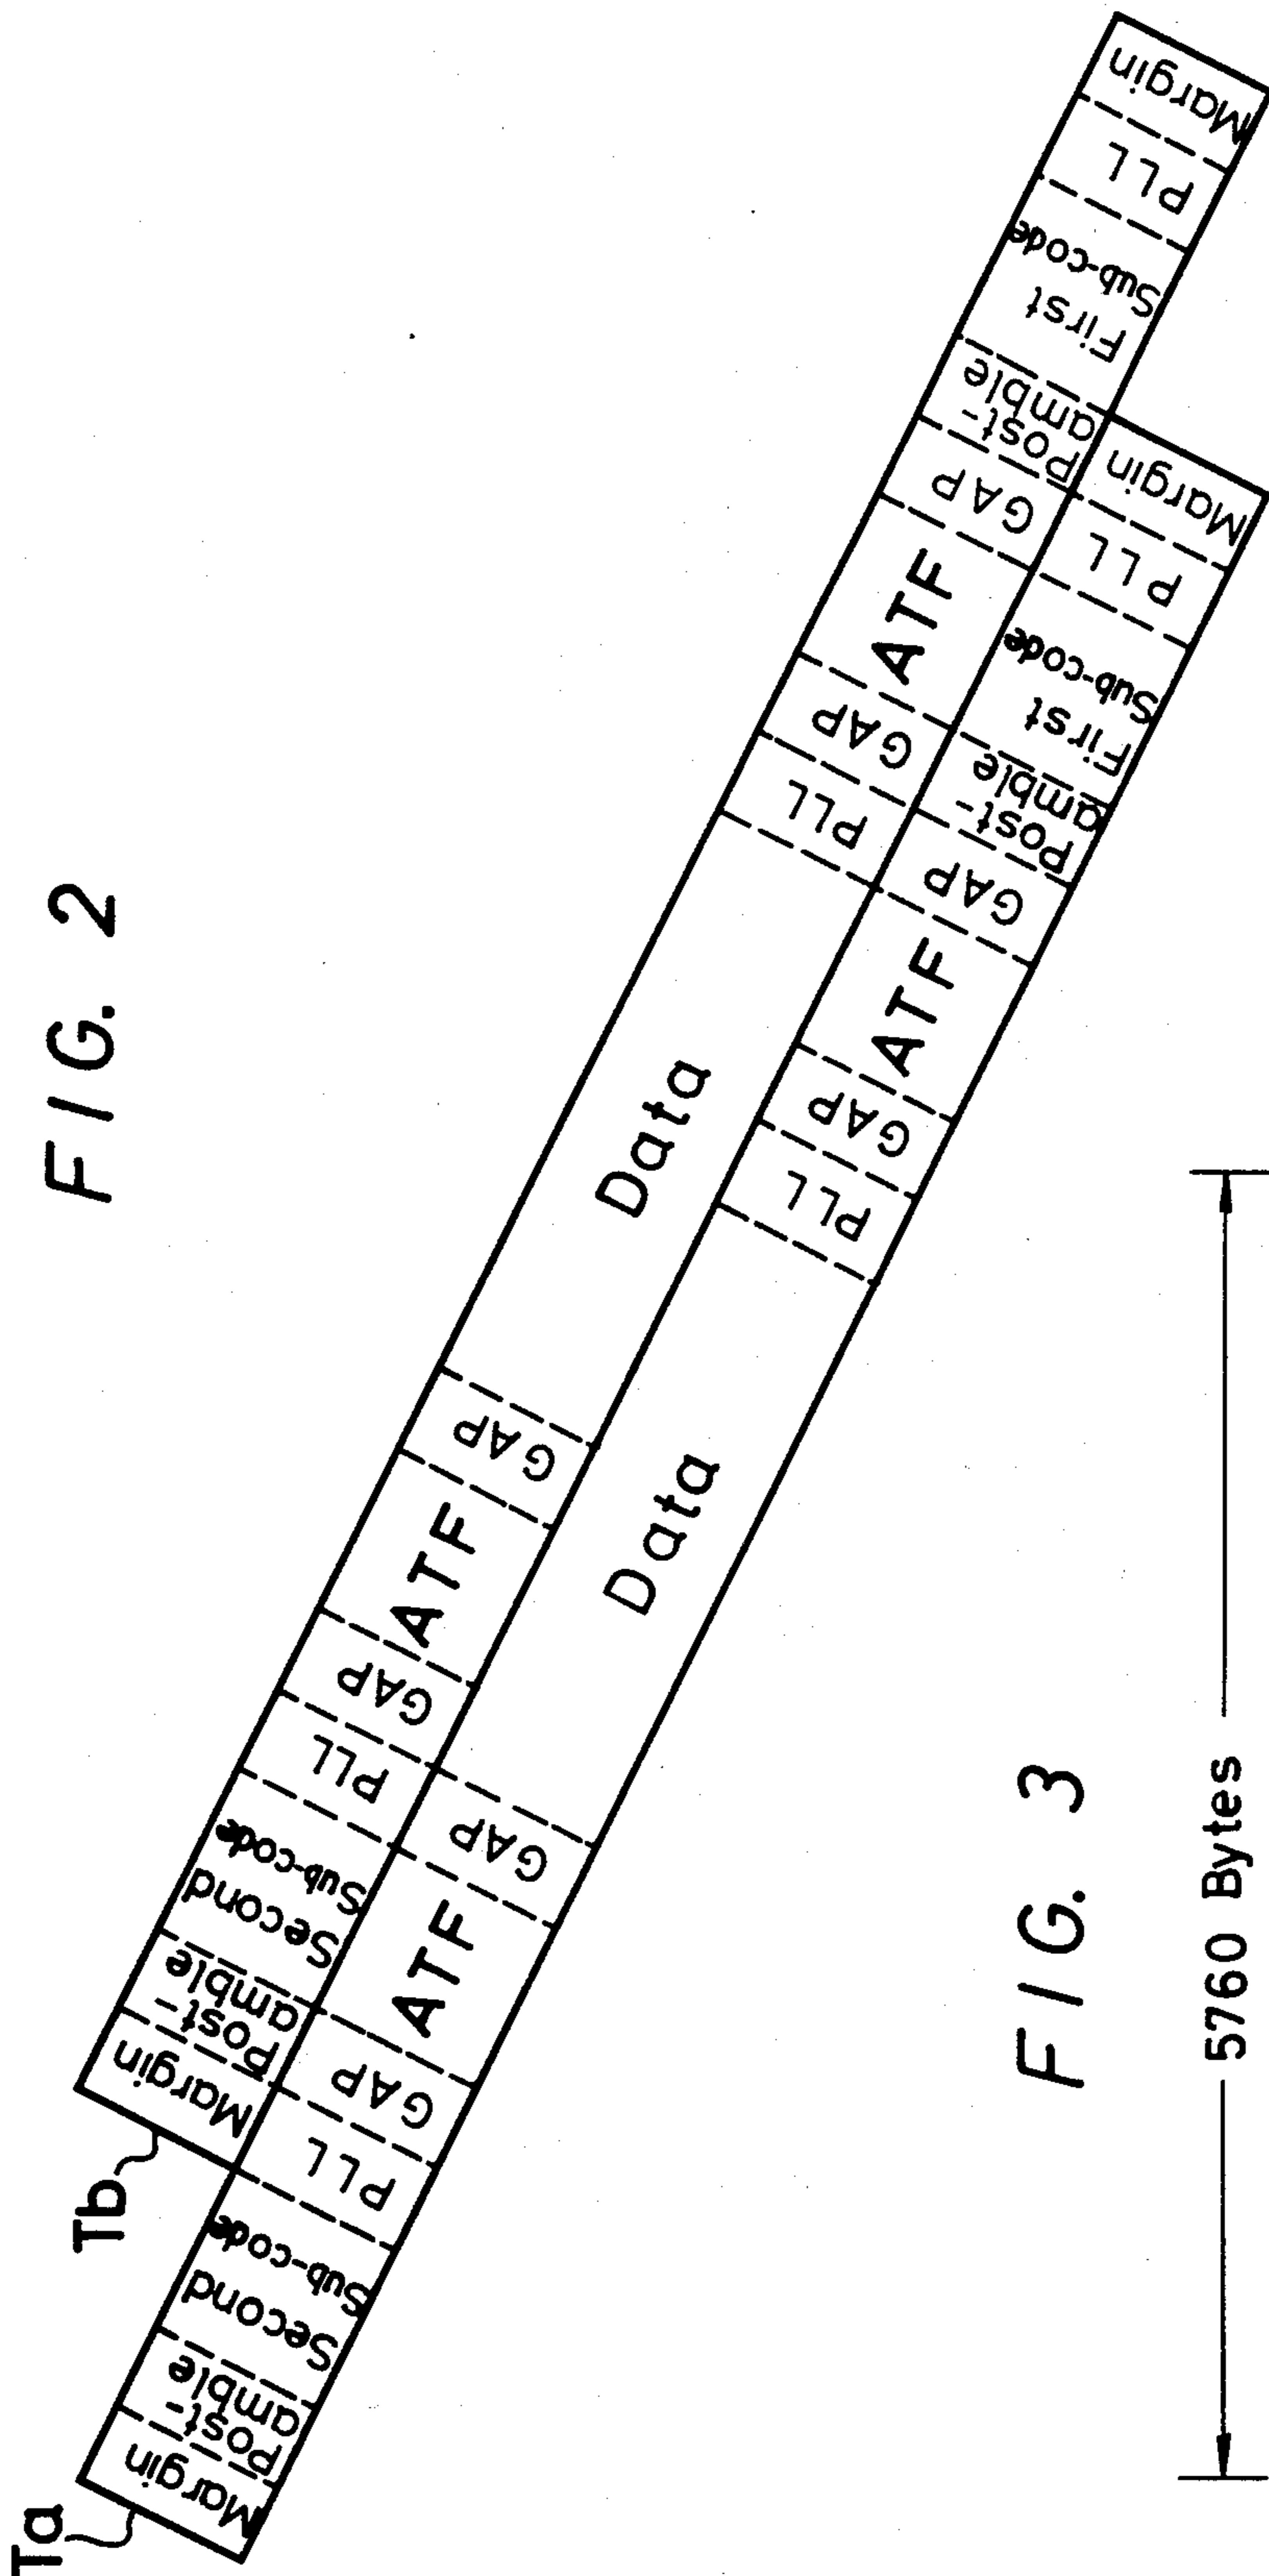 FIG. 2
Tb
Margin
Post-
amble
Second
Sub-code
PLL
GAP
ATF
GAP
Data
PLL
GAP
ATF
GAP
Post-
amble
First
Sub-code
PLL
Margin
Ta
Margin
Post-
amble
Second
Sub-code
PLL
GAP
ATF
GAP
Data
PLL
GAP
ATF
GAP
Post-
amble
First
Sub-code
PLL
Margin
FIG. 3
5760 Bytes